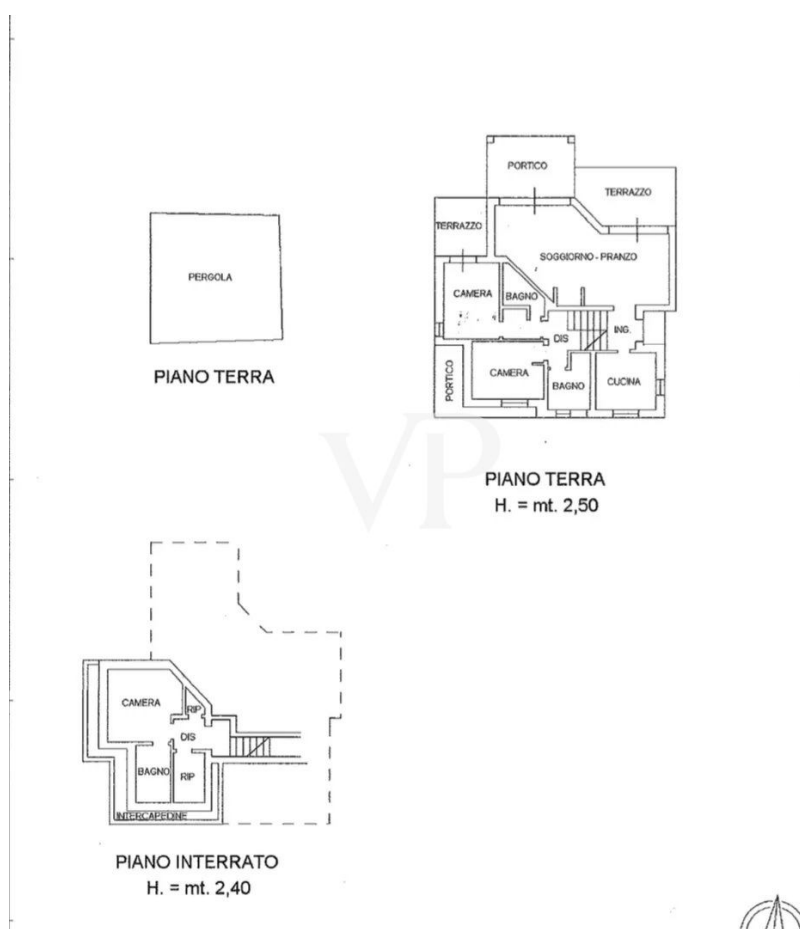 PORTICO
TERRAZZO
TERRAZZO
SOGGIORNO - PRANZO
PERGOLA
CAMERA
BAGNO
ING.
DIS
PORTICO
CAMERA
BAGNO
CUCINA
PIANO TERRA
PIANO TERRA
H. = mt. 2,50
VP
CAMERA
RIP
DIS
BAGNO
RIP
INTERCAPEDINE
PIANO INTERRATO
H. = mt. 2,40